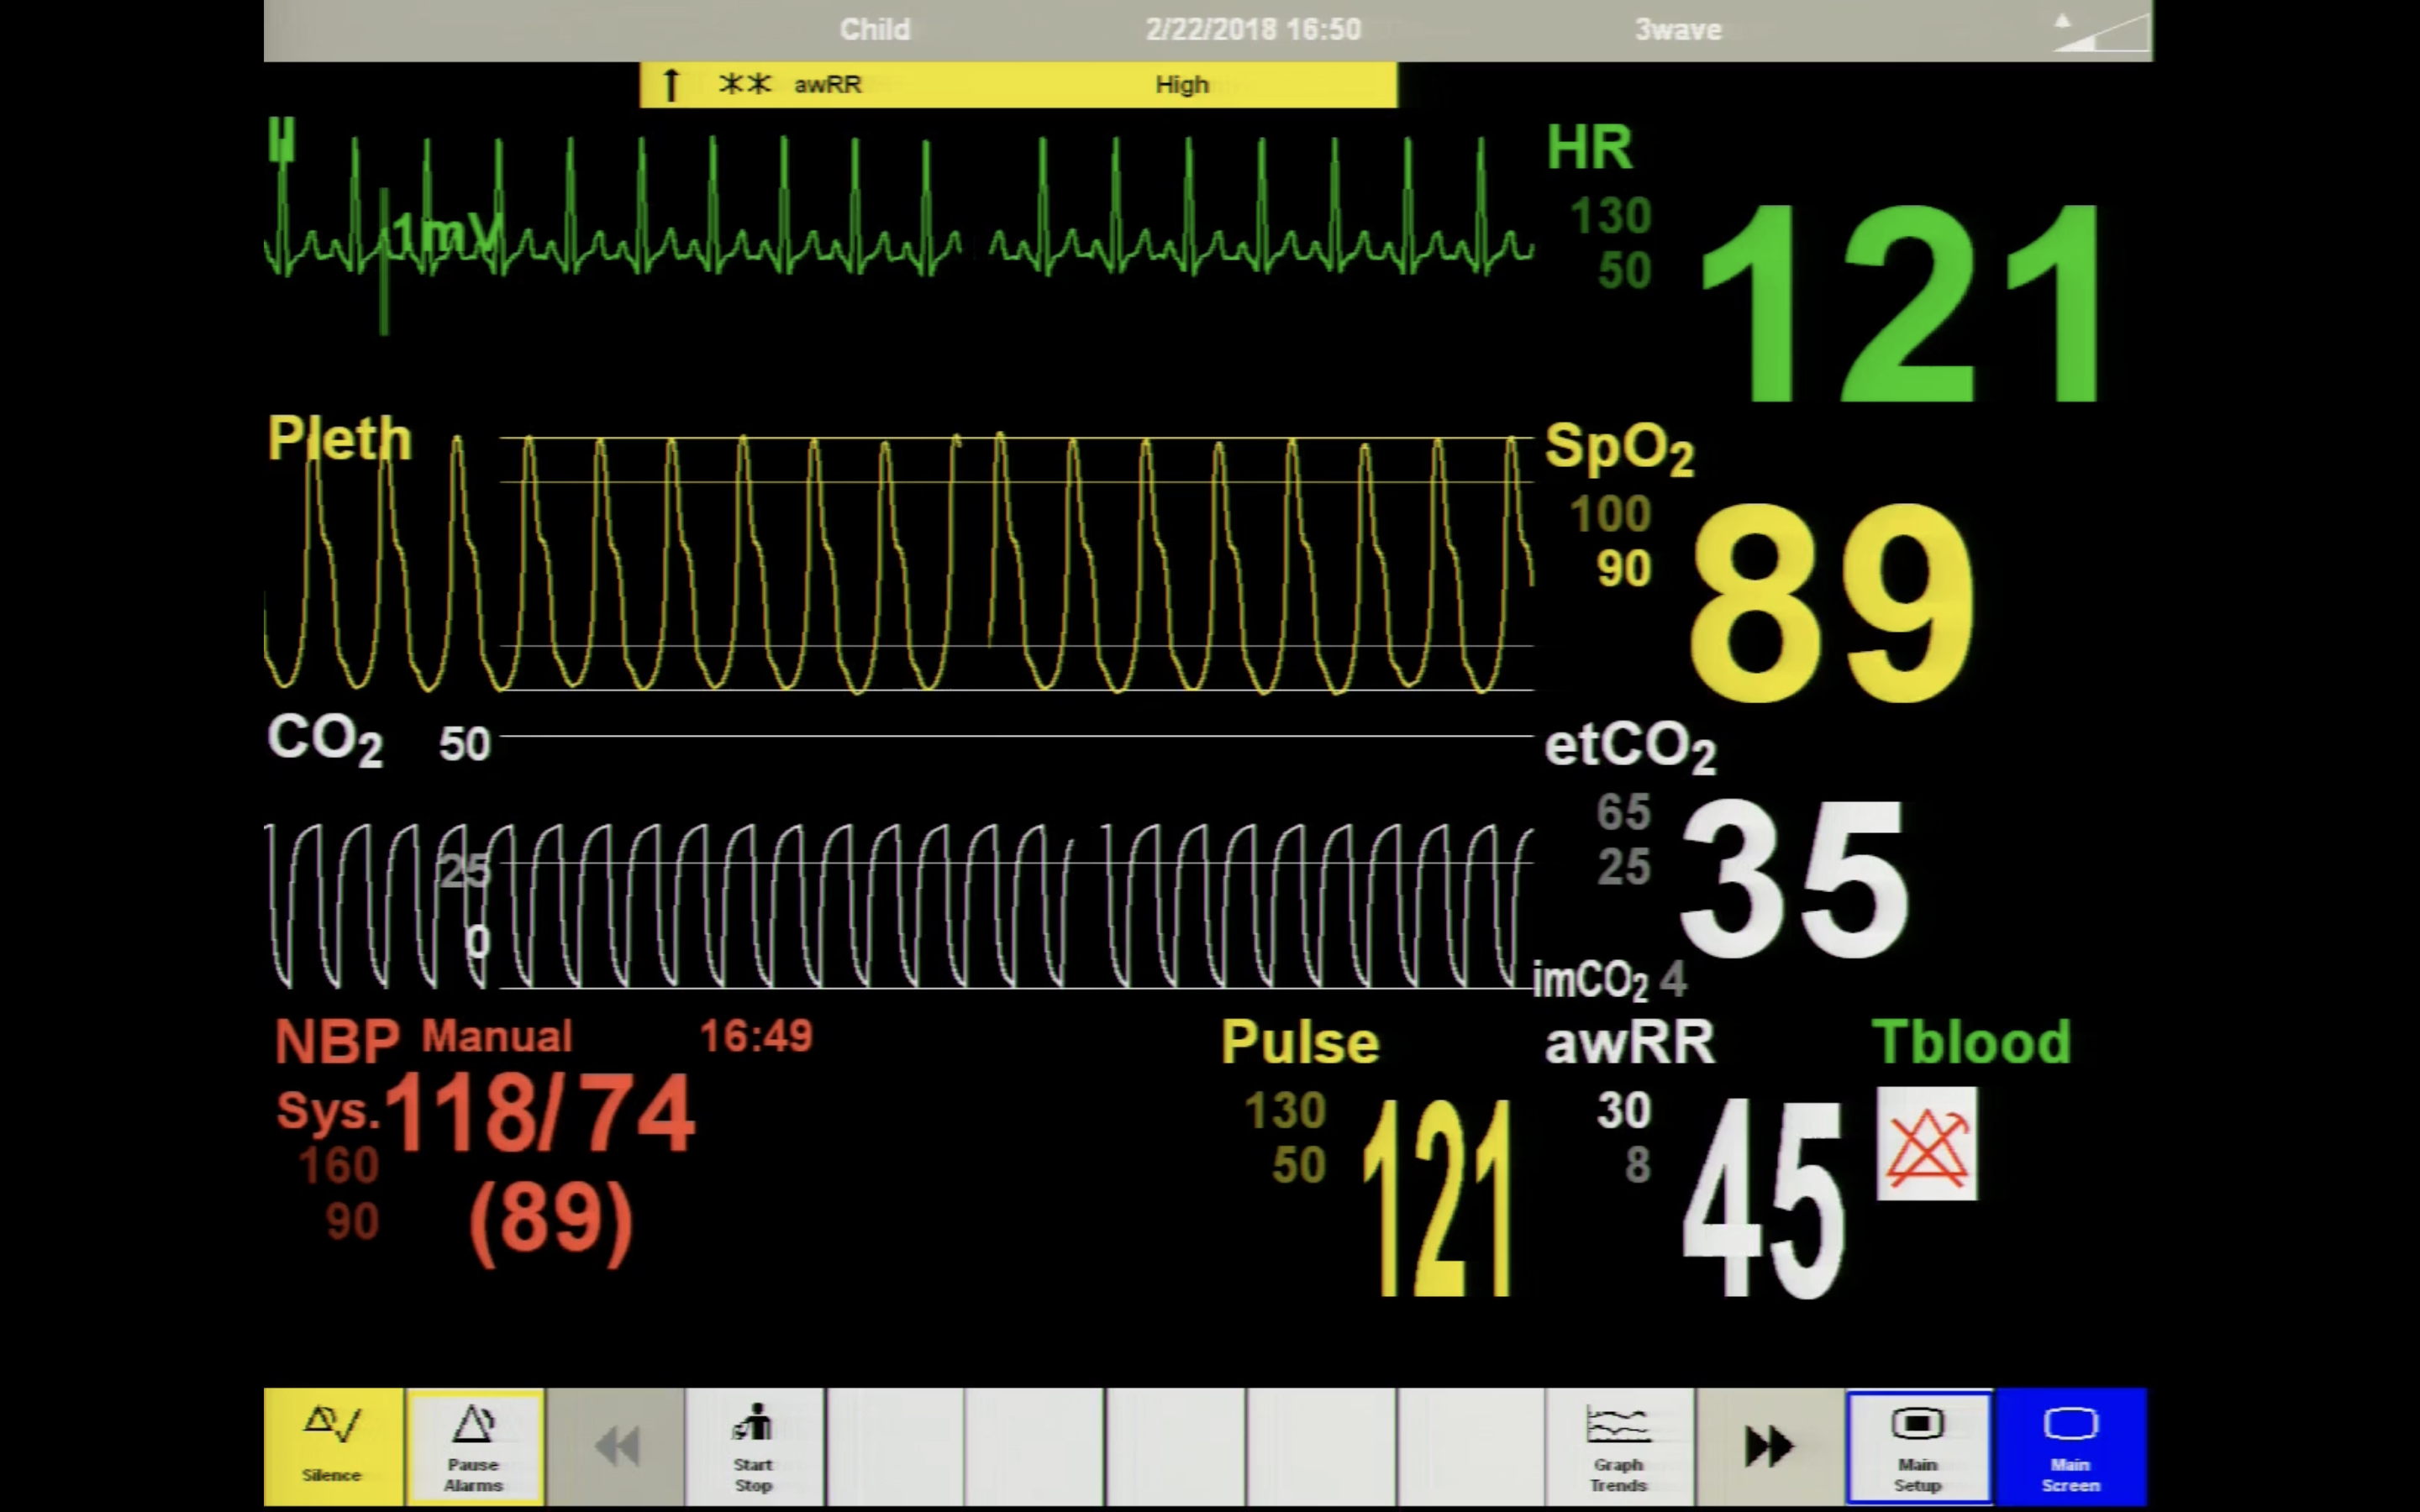 Child 2/22/2018 16:50 3wave
↑ ** awRR High
II
1mV
HR
130
50
121
Pleth
SpO2
100
90
89
CO2 50
25
0
etCO2
65
25
35
imCO2 4
NBP Manual 16:49
Sys. 118/74
160
90
(89)
Pulse
130
50
121
awRR
30
8
45
Tblood
Silence
Pause
Alarms
Start
Stop
Graph
Trends
Main
Setup
Main
Screen